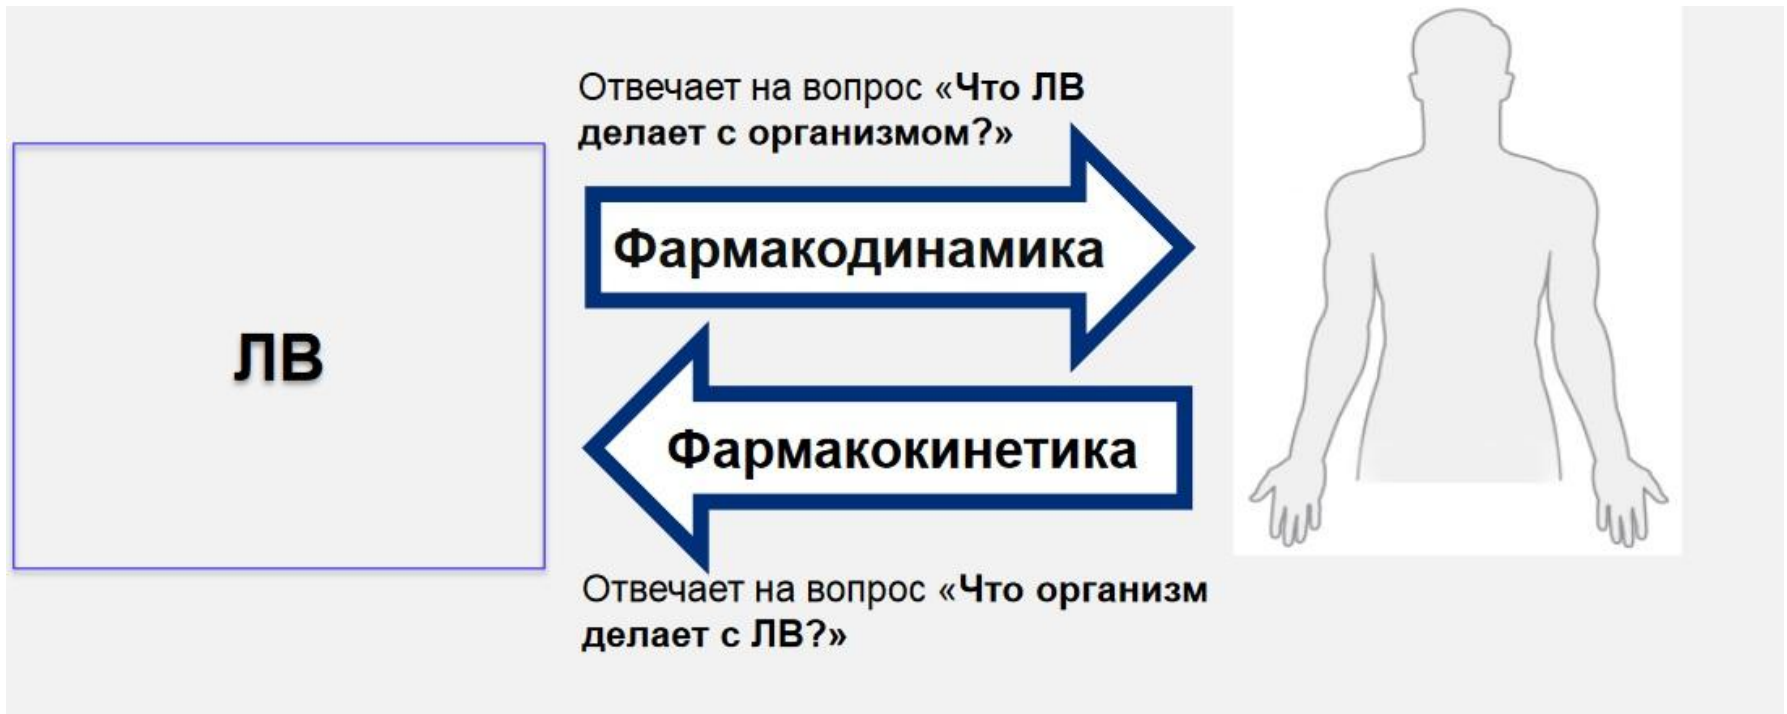 Отвечает на вопрос «Что ЛВ
делает с организмом?»
Фармакодинамика
ЛВ
Фармакокинетика
Отвечает на вопрос «Что организм
делает с ЛВ?»